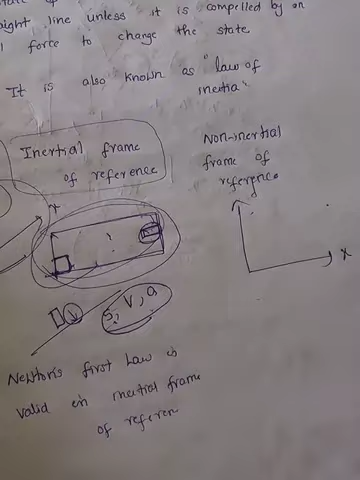 aight line unless it is compelled by an
force to change the state
It is also known as "law of
inertia"
Inertial frame
of reference
Non-inertial
frame of
reference
x
S, V, a
Newton's first Law is
valid in inertial frame
of referen